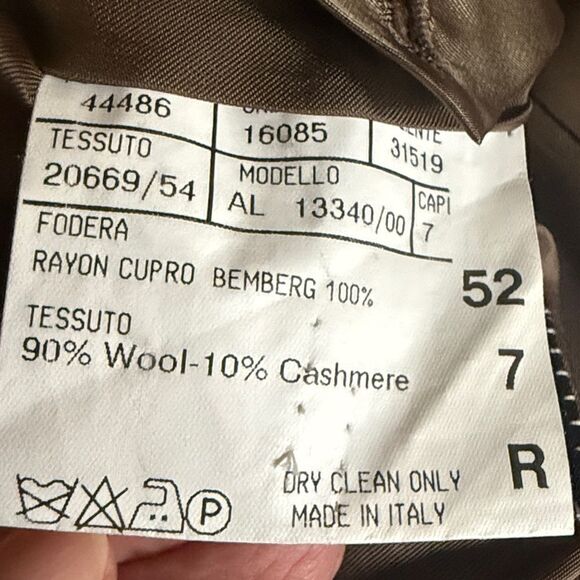 44486
16085
31519
TESSUTO
20669/54
MODELLO
AL 13340/00
CAPI
7
FODERA
RAYON CUPRO BEMBERG 100%
52
TESSUTO
90% Wool-10% Cashmere
7
R
P
DRY CLEAN ONLY
MADE IN ITALY